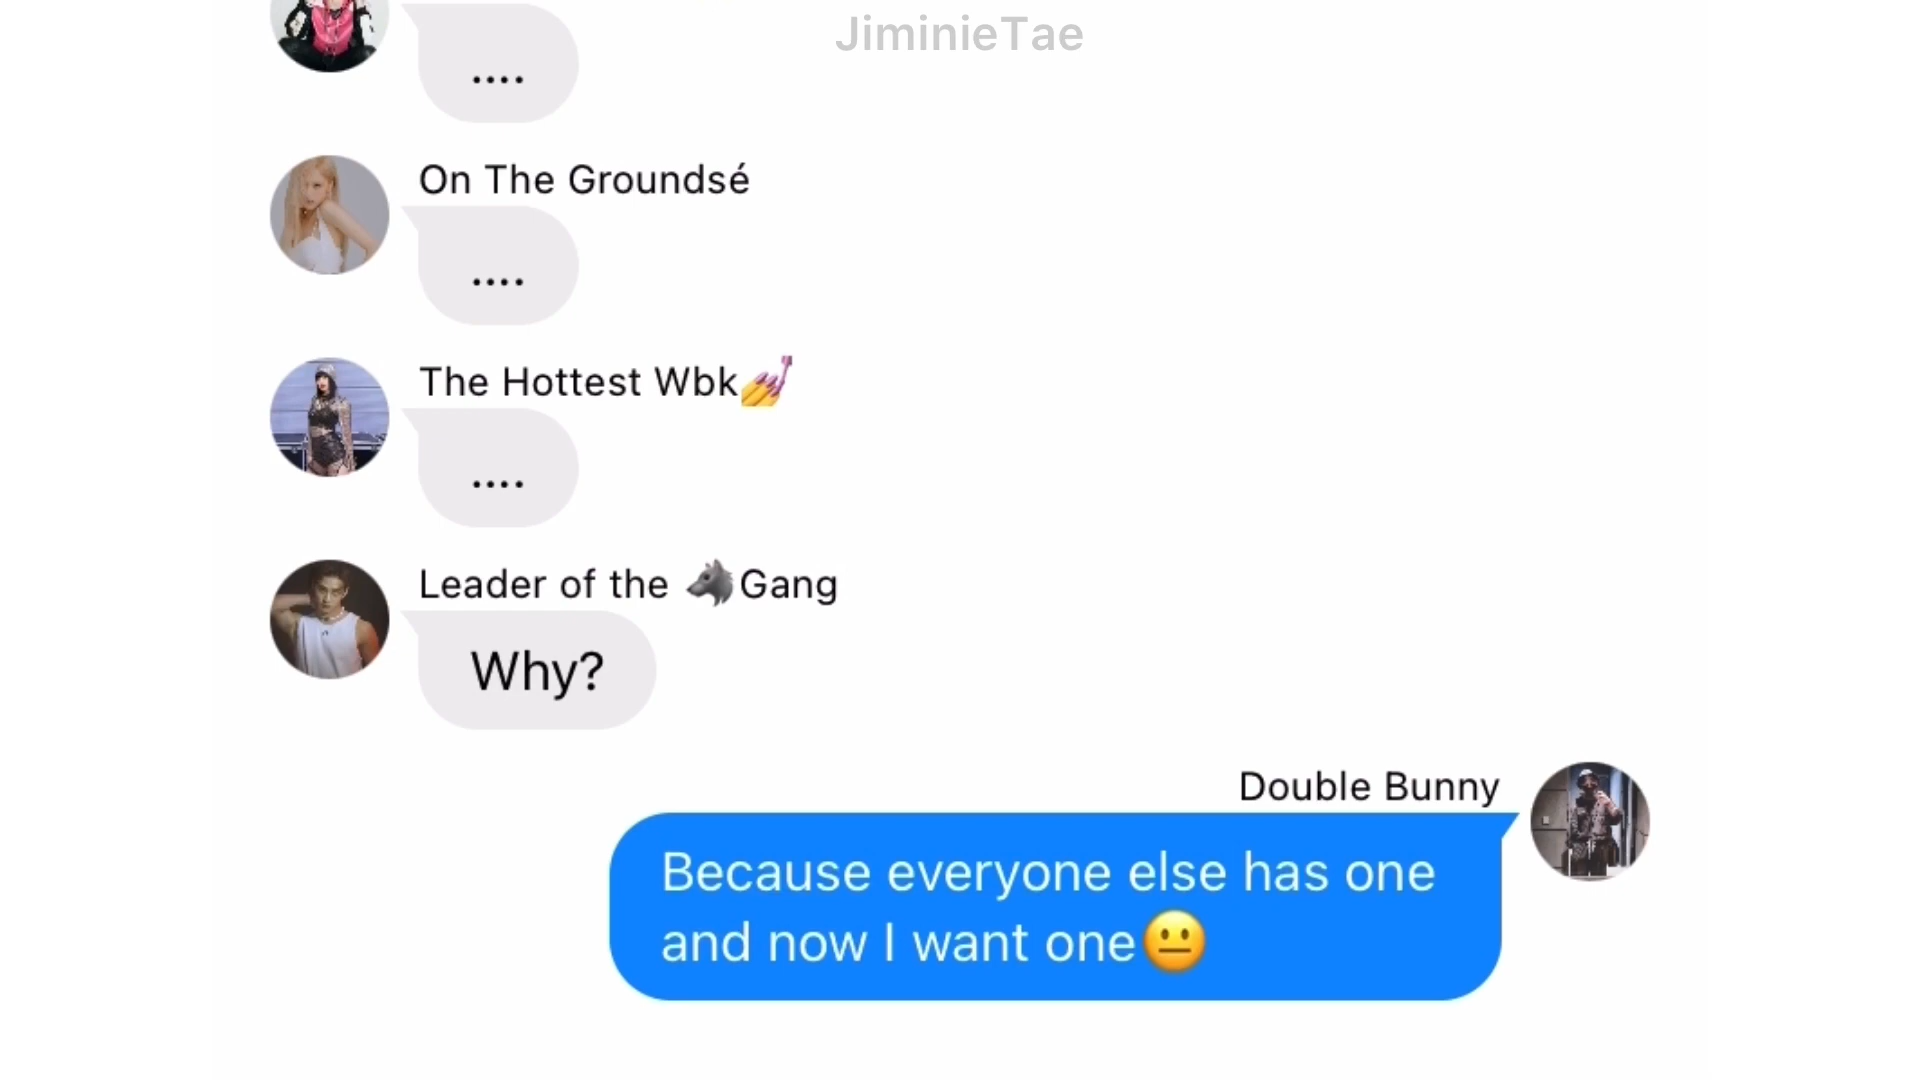 JiminieTae
....
On The Groundsé
....
The Hottest Wbk💅
....
Leader of the 🐺Gang
Why?
Double Bunny
Because everyone else has one
and now I want one😐